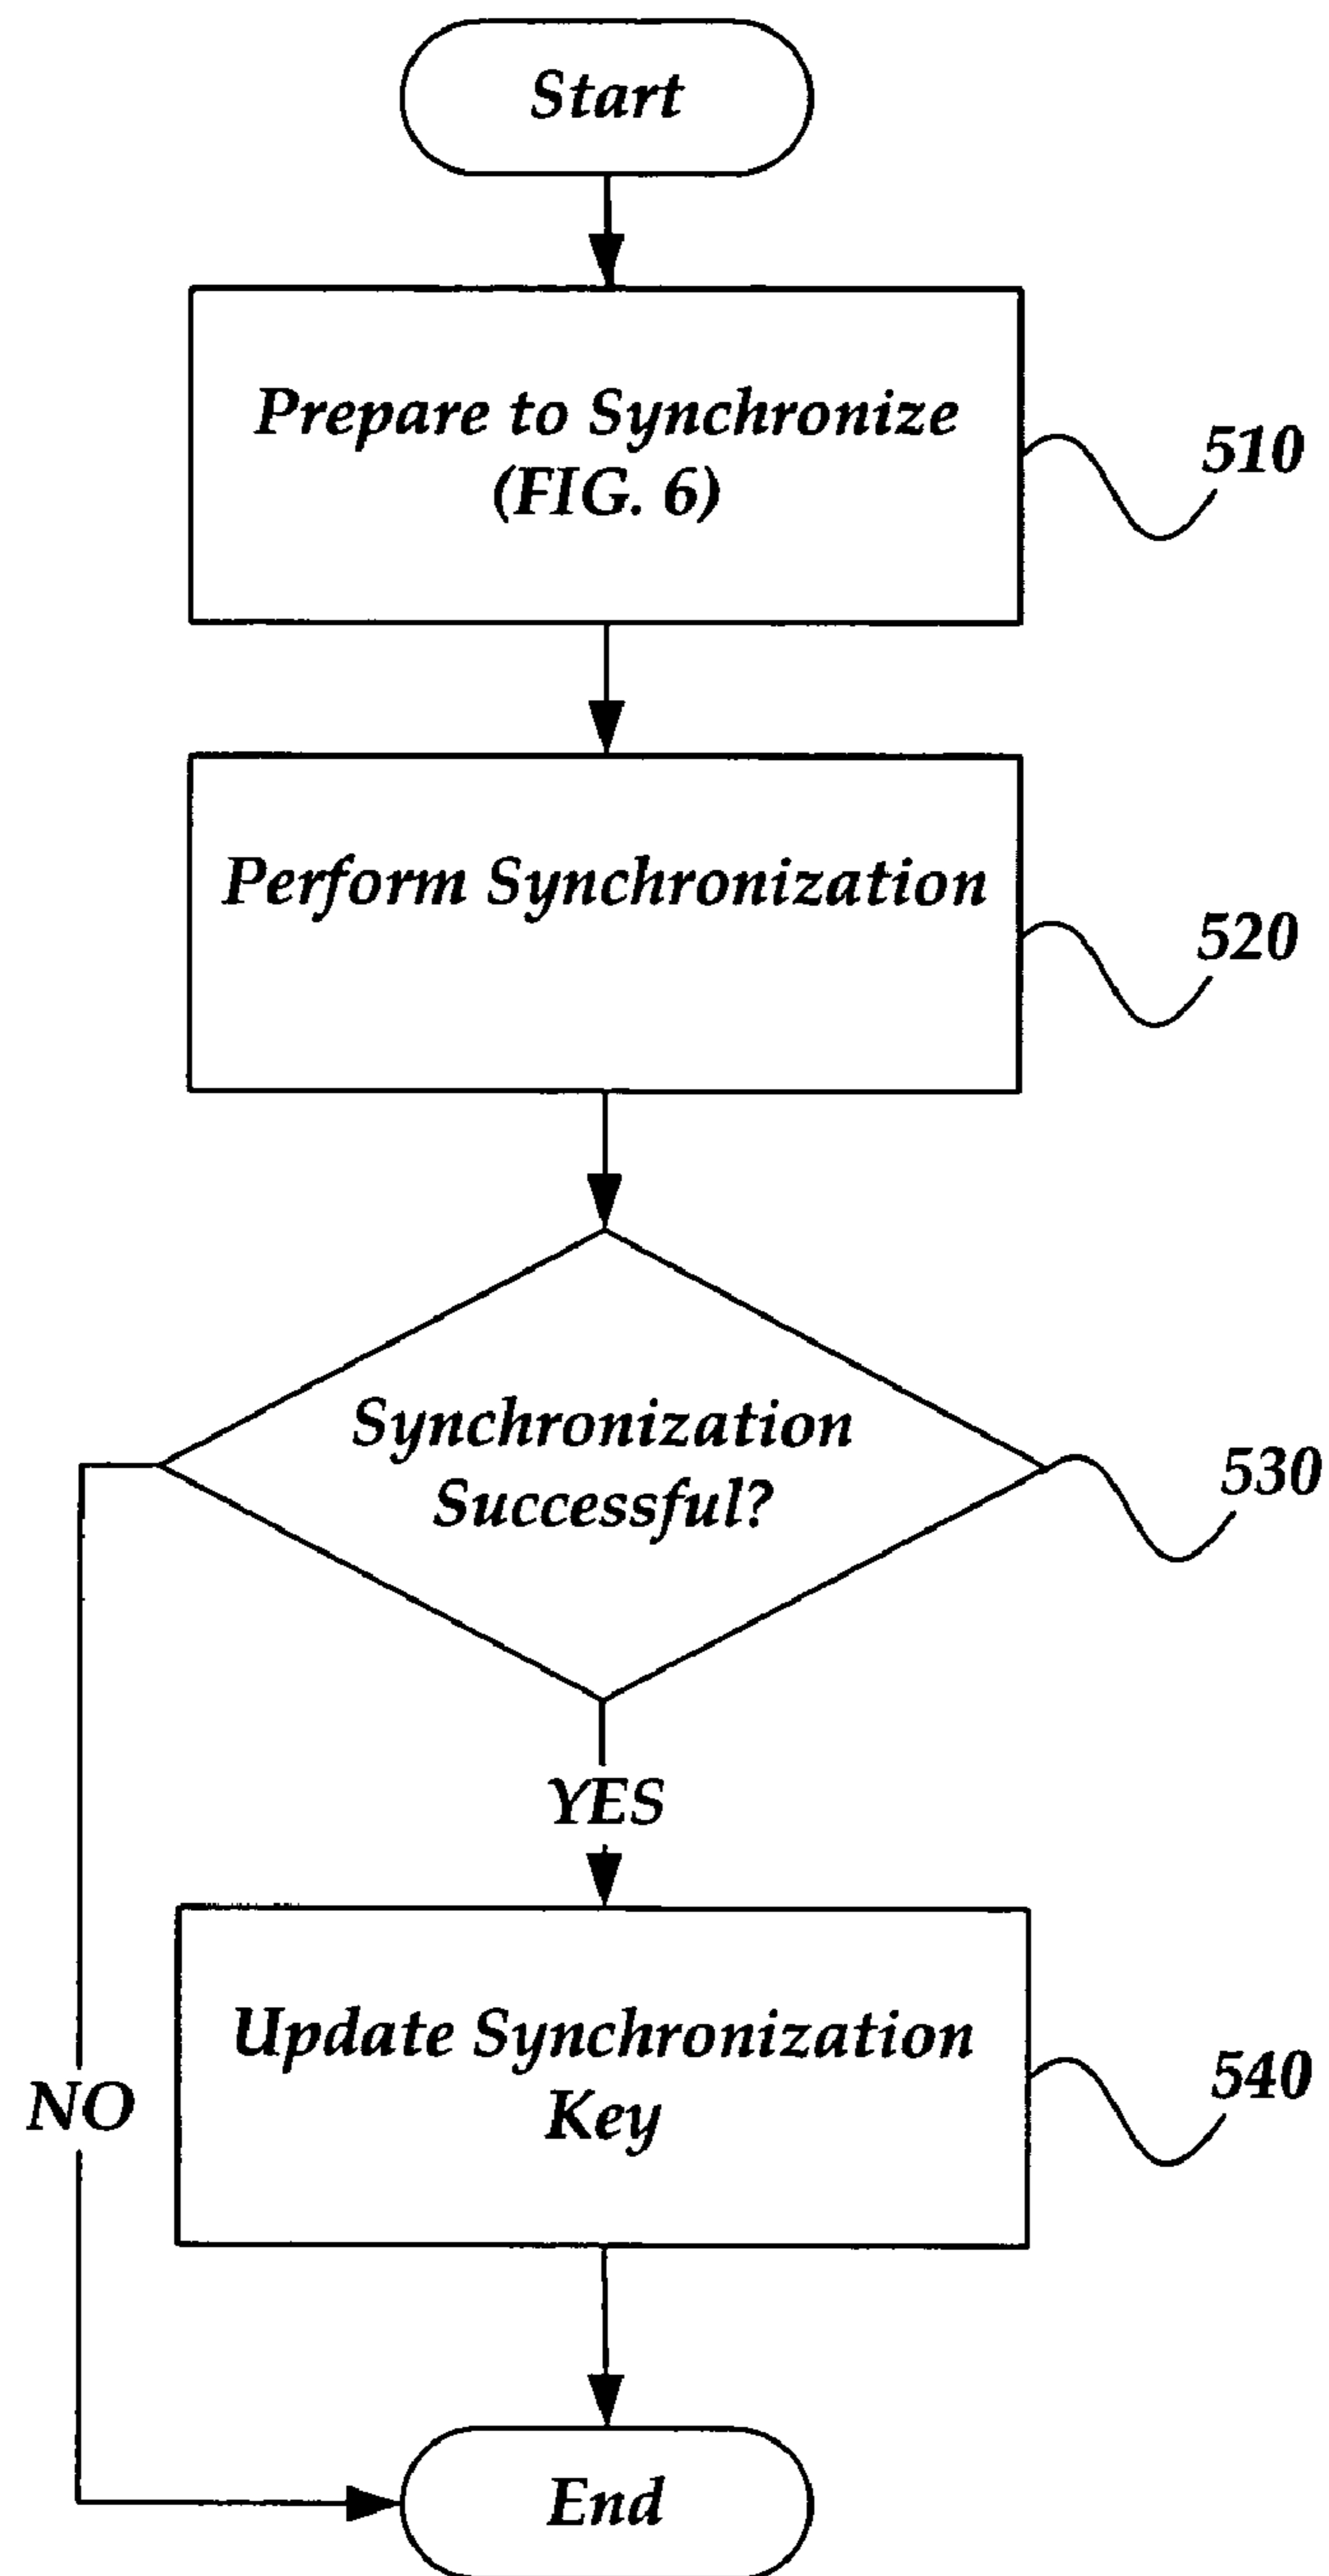 Start
Prepare to Synchronize
(FIG. 6)
510
Perform Synchronization
520
Synchronization
Successful?
530
YES
Update Synchronization
Key
540
NO
End